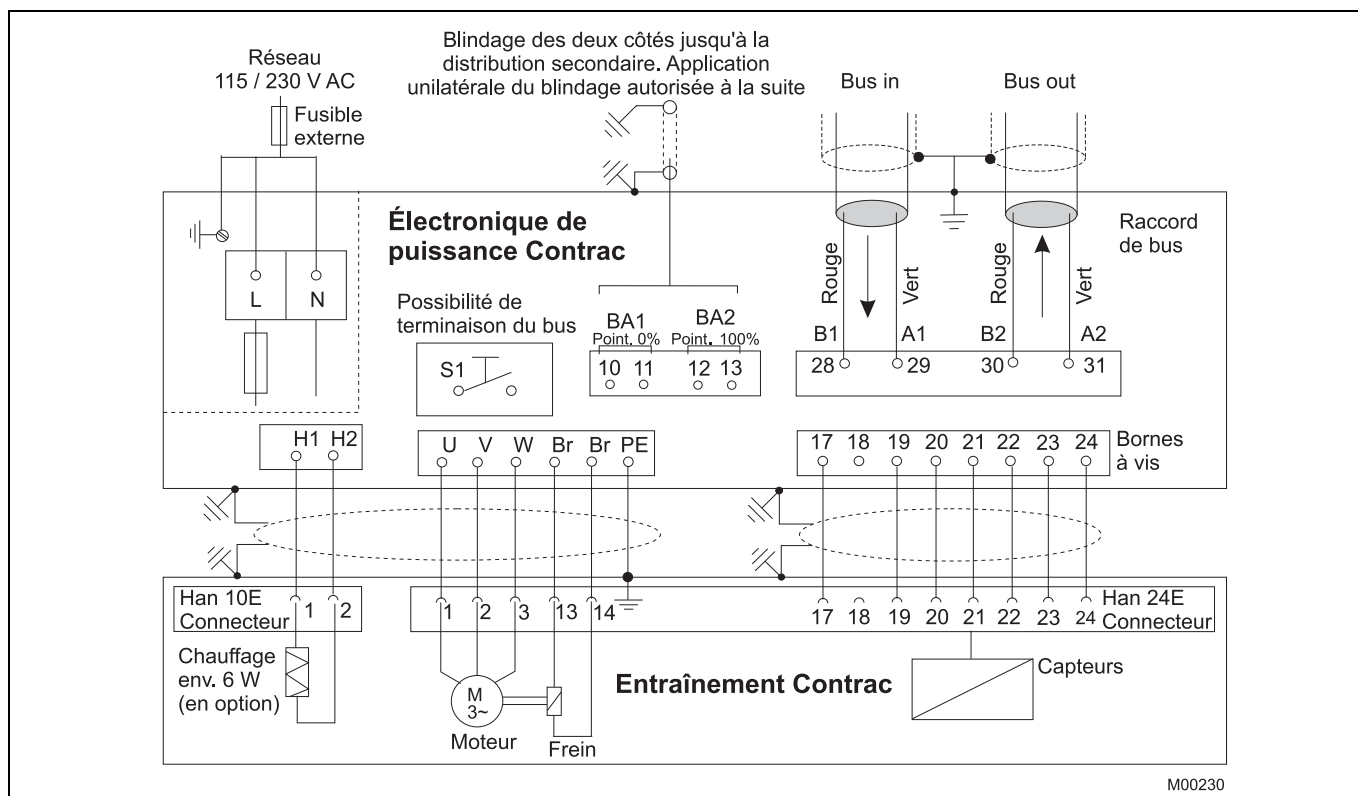 Réseau
115 / 230 V AC
Fusible
externe
Blindage des deux côtés jusqu'à la
distribution secondaire. Application
unilatérale du blindage autorisée à la suite
Bus in
Bus out
Électronique de
puissance Contrac
Raccord
de bus
L N
Possibilité de
terminaison du bus
S1
BA1 BA2
Point. 0% Point. 100%
10 11 12 13
Rouge Vert Rouge Vert
B1 A1 B2 A2
28 29 30 31
H1 H2
U V W Br Br PE
17 18 19 20 21 22 23 24
Bornes
à vis
Han 10E
Connecteur
1 2
1 2 3 13 14
17 18 19 20 21 22 23 24
Han 24E
Connecteur
Chauffage
env. 6 W
(en option)
M
3~
Moteur
Frein
Entraînement Contrac
Capteurs
M00230